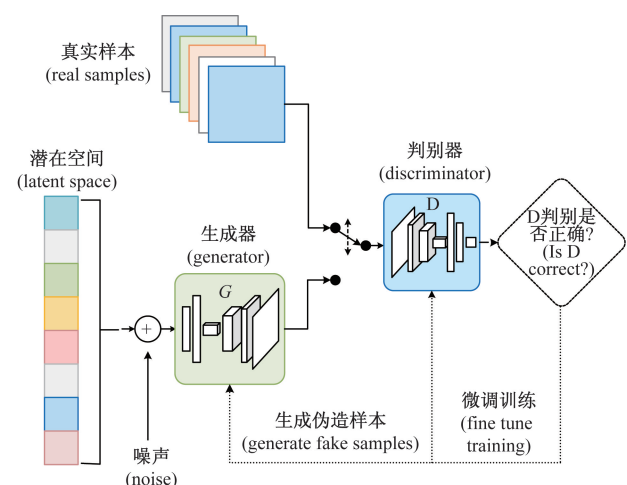 真实样本
(real samples)
潜在空间
(latent space)
判别器
(discriminator)
D
生成器
(generator)
G
D判别是
否正确?
(Is D
correct?)
+
生成伪造样本
(generate fake samples)
微调训练
(fine tune
training)
噪声
(noise)